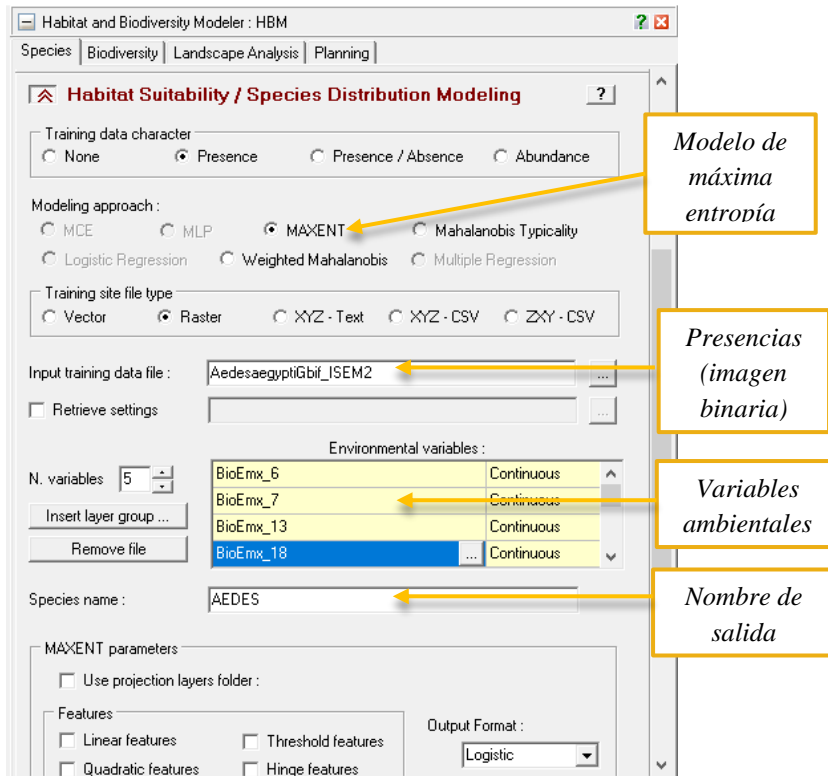 Habitat and Biodiversity Modeler : HBM
?
Species
Biodiversity
Landscape Analysis
Planning
Habitat Suitability / Species Distribution Modeling
?
Training data character
None
Presence
Presence / Absence
Abundance
Modeling approach :
MCE
MLP
MAXENT
Mahalanobis Typicality
Logistic Regression
Weighted Mahalanobis
Multiple Regression
Training site file type
Vector
Raster
XYZ - Text
XYZ - CSV
ZXY - CSV
Input training data file :
AedesaegyptiGbif_ISEM2
...
Retrieve settings
...
Environmental variables :
N. variables
5
BioEmx_6
Continuous
BioEmx_7
Continuous
BioEmx_13
Continuous
BioEmx_18
...
Continuous
Insert layer group ...
Remove file
Species name :
AEDES
MAXENT parameters
Use projection layers folder :
Features
Linear features
Threshold features
Quadratic features
Hinge features
Output Format :
Logistic
Modelo de
máxima
entropía
Presencias
(imagen
binaria)
Variables
ambientales
Nombre de
salida